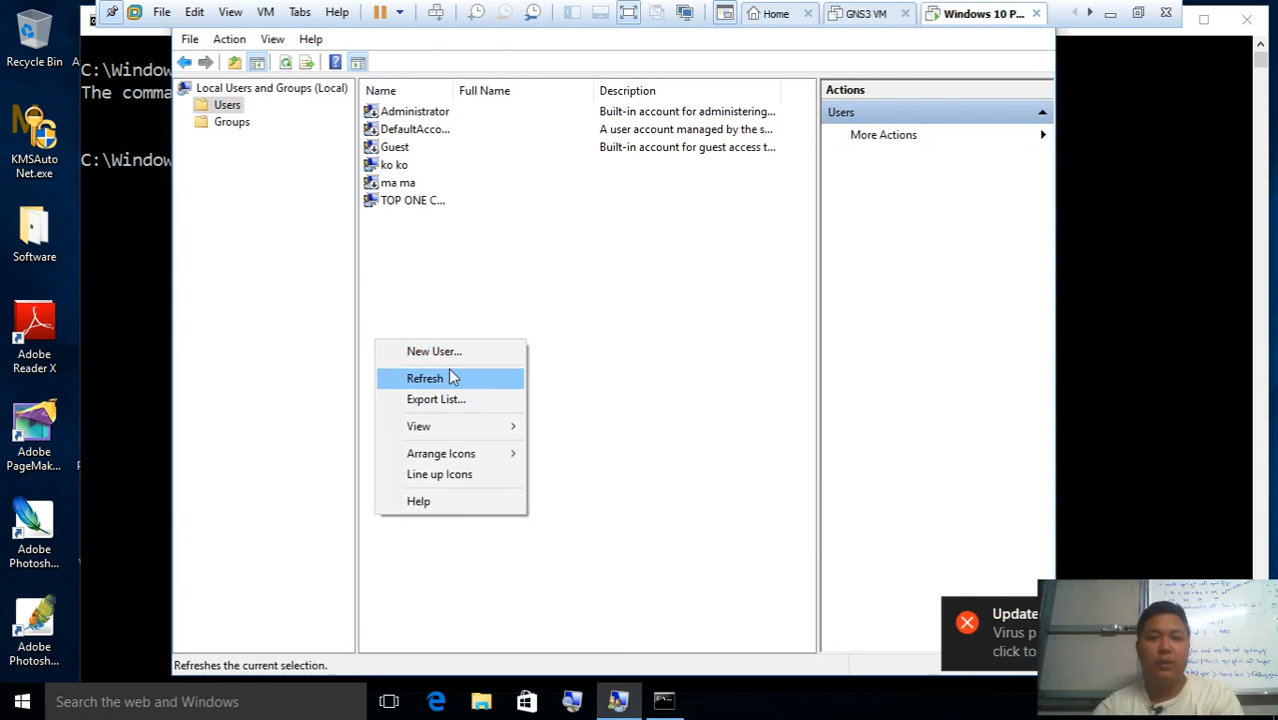 File Edit View VM Tabs Help
Home
GNS3 VM
Windows 10 P...
Recycle Bin
KMSAuto
Net.exe
Software
Adobe
Reader X
Adobe
PageMak...
Adobe
Photosh...
Adobe
Photosh...
C:\Window
The comma
C:\Window
File Action View Help
Local Users and Groups (Local)
Users
Groups
Name Full Name Description
Administrator Built-in account for administering...
DefaultAcco... A user account managed by the s...
Guest Built-in account for guest access t...
ko ko
ma ma
TOP ONE C...
Actions
Users
More Actions
New User...
Refresh
Export List...
View
Arrange Icons
Line up Icons
Help
Update
Virus p
click to
Refreshes the current selection.
Search the web and Windows